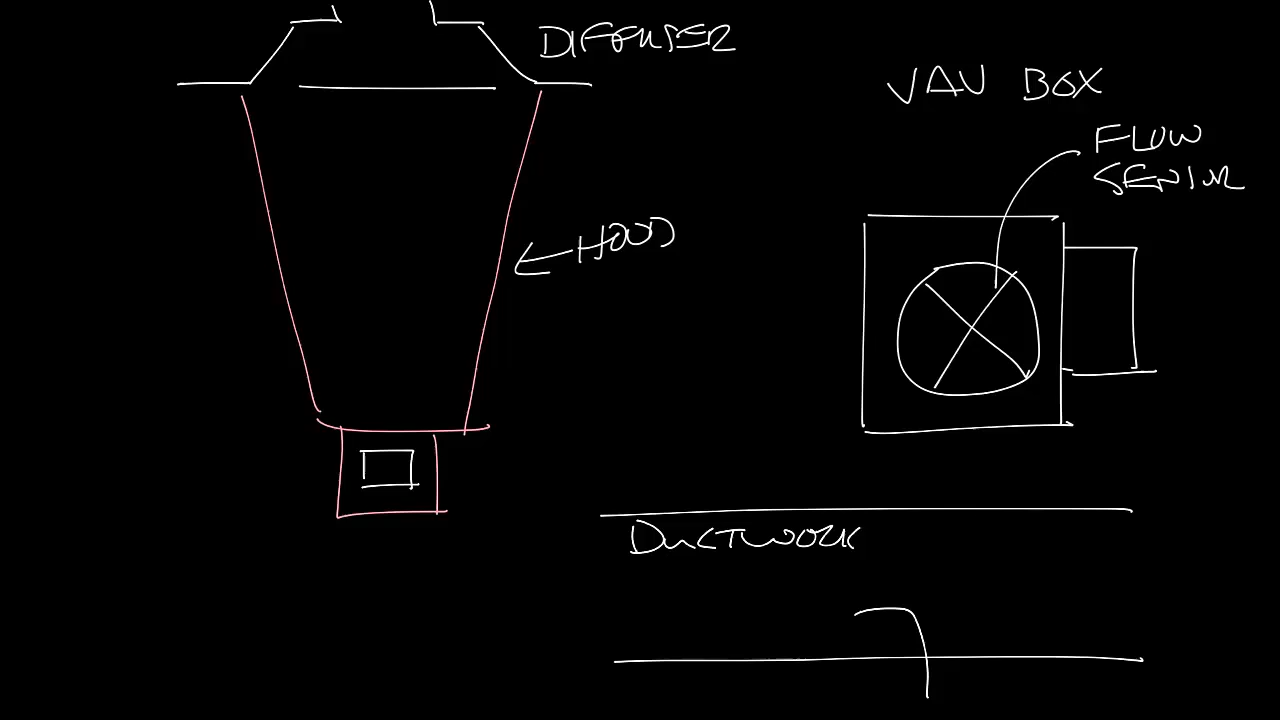 DIFFUSER
VAV BOX
FLOW
SENSOR
HOOD
DUCTWORK